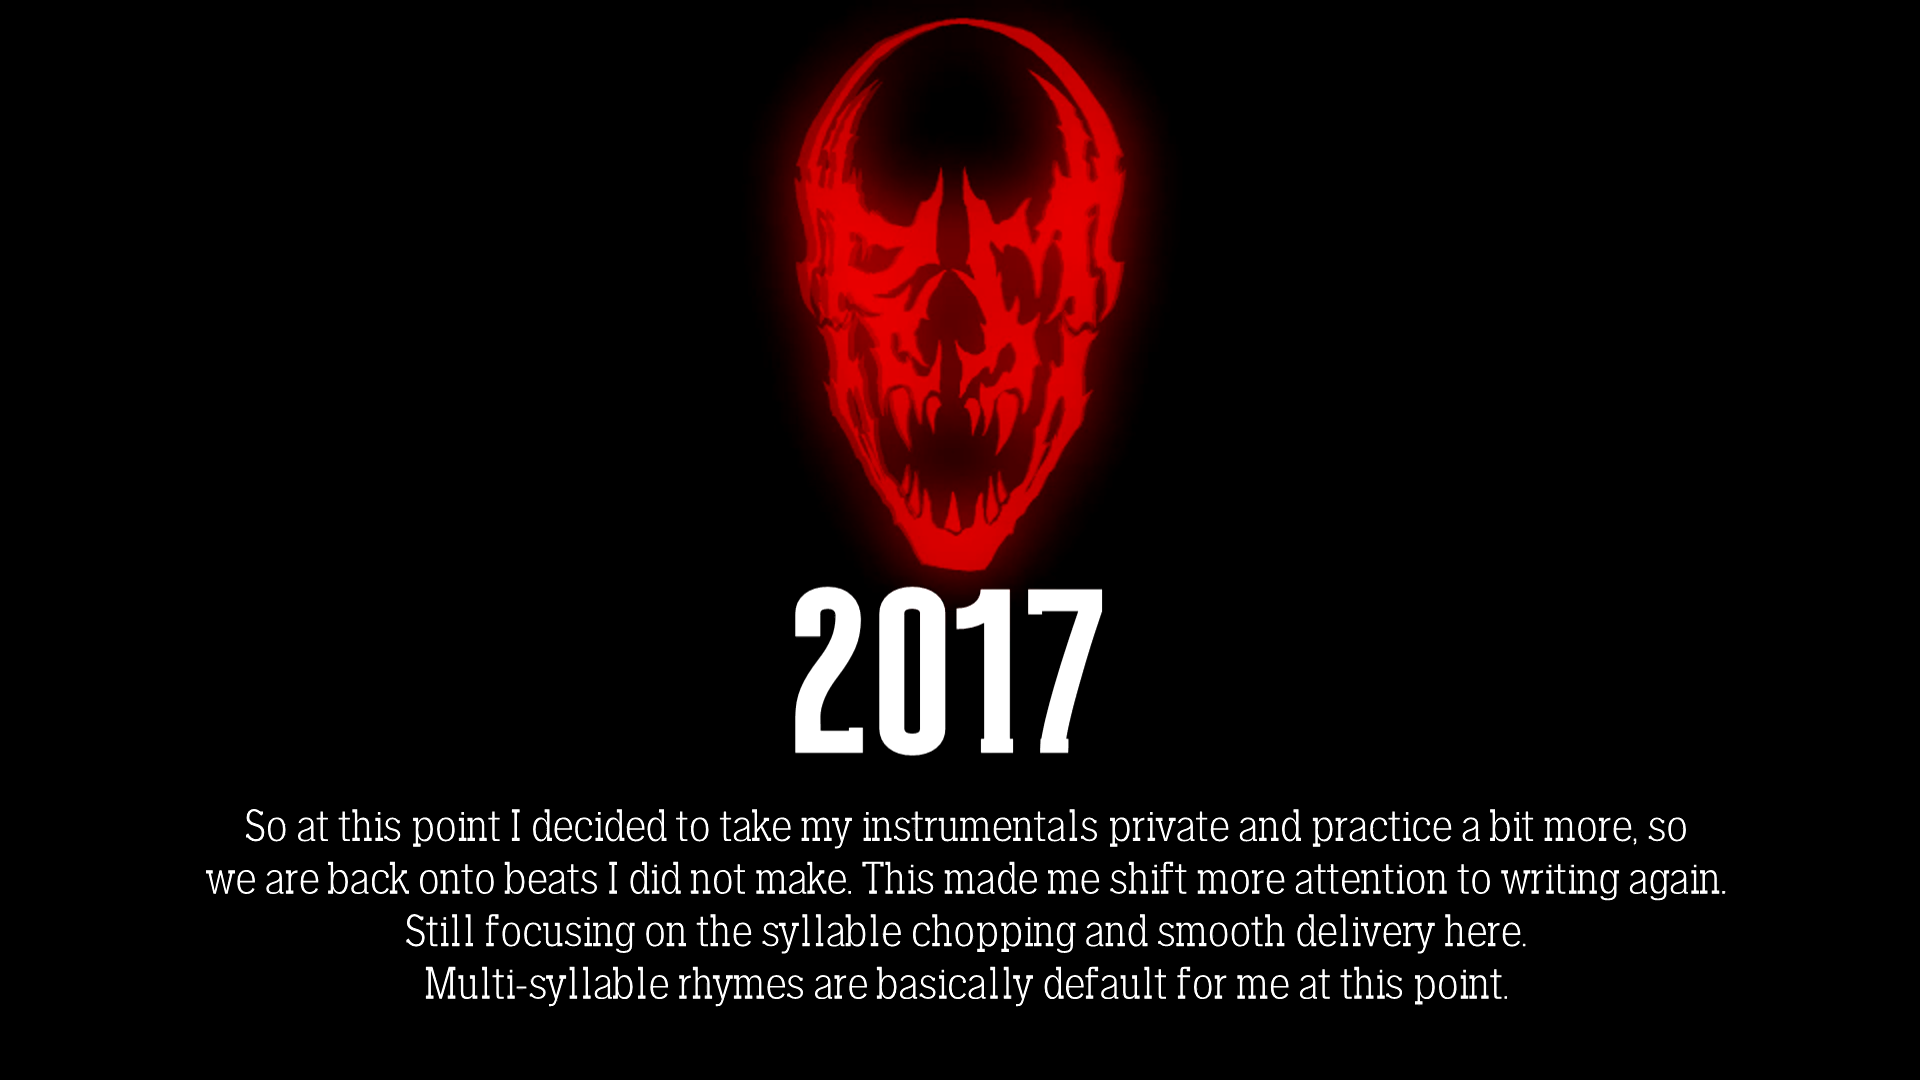 2017
So at this point I decided to take my instrumentals private and practice a bit more, so
we are back onto beats I did not make. This made me shift more attention to writing again.
Still focusing on the syllable chopping and smooth delivery here.
Multi-syllable rhymes are basically default for me at this point.